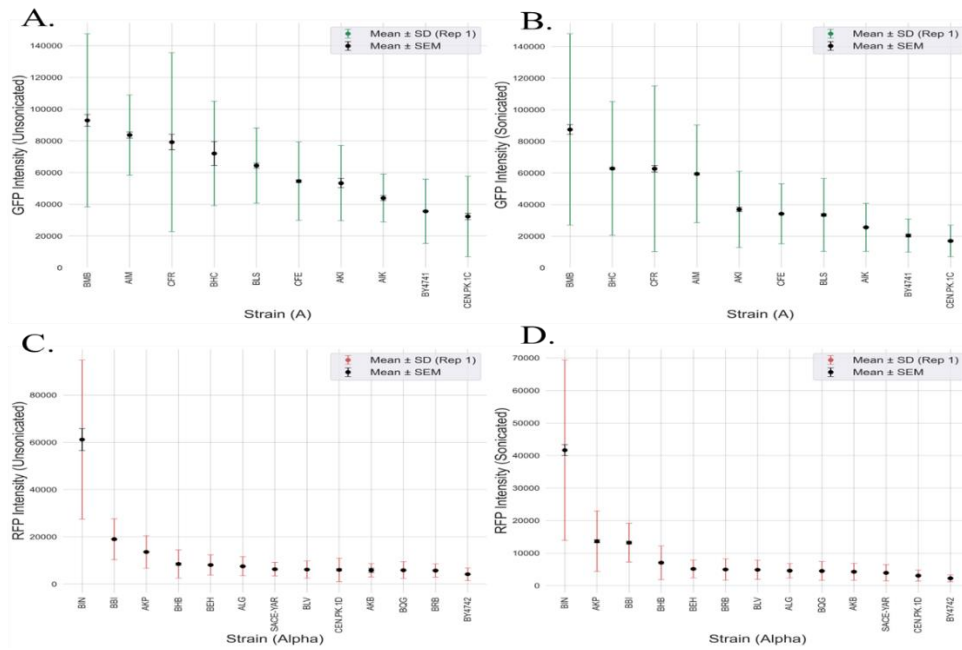 A.
Mean ± SD (Rep 1)
Mean ± SEM
GFP Intensity (Unsonicated)
140000
120000
100000
80000
60000
40000
20000
0
BMB AIM CFR BHC BLS CFE AKI AIK BY4741 CEN.PK.1C
Strain (A)
B.
Mean ± SD (Rep 1)
Mean ± SEM
GFP Intensity (Sonicated)
140000
120000
100000
80000
60000
40000
20000
0
BMB BHC CFR AIM AKI CFE BLS AIK BY4741 CEN.PK.1C
Strain (A)
C.
Mean ± SD (Rep 1)
Mean ± SEM
RFP Intensity (Unsonicated)
80000
60000
40000
20000
0
BIN BBI AKP BHB BEH ALG SACE-YAR BLV CEN.PK.1D AKB BQG BRB BY4742
Strain (Alpha)
D.
Mean ± SD (Rep 1)
Mean ± SEM
RFP Intensity (Sonicated)
70000
60000
50000
40000
30000
20000
10000
0
BIN AKP BBI BHB BEH BRB BLV ALG BQG AKB SACE-YAR CEN.PK.1D BY4742
Strain (Alpha)